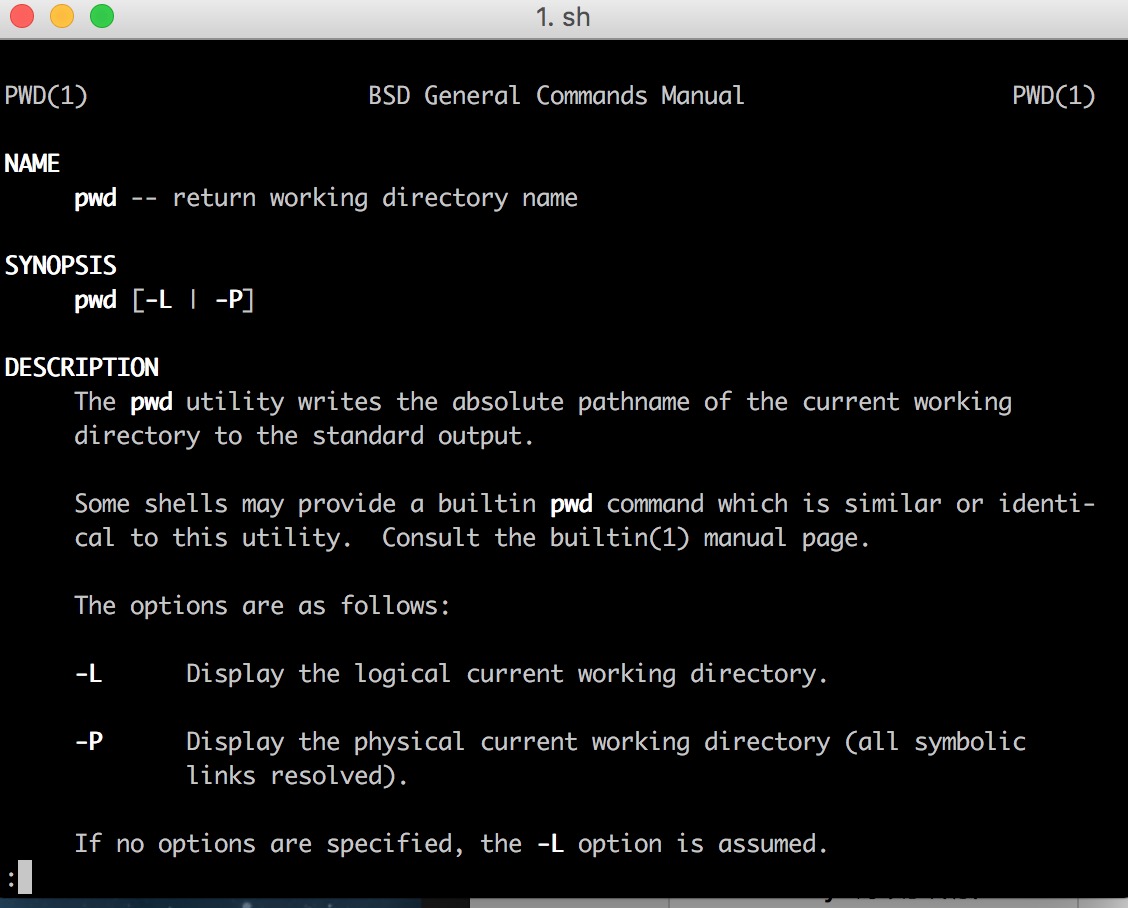 1. sh
PWD(1) BSD General Commands Manual PWD(1)
NAME
pwd -- return working directory name
SYNOPSIS
pwd [-L | -P]
DESCRIPTION
The pwd utility writes the absolute pathname of the current working
directory to the standard output.
Some shells may provide a builtin pwd command which is similar or identi-
cal to this utility. Consult the builtin(1) manual page.
The options are as follows:
-L Display the logical current working directory.
-P Display the physical current working directory (all symbolic
links resolved).
If no options are specified, the -L option is assumed.
: